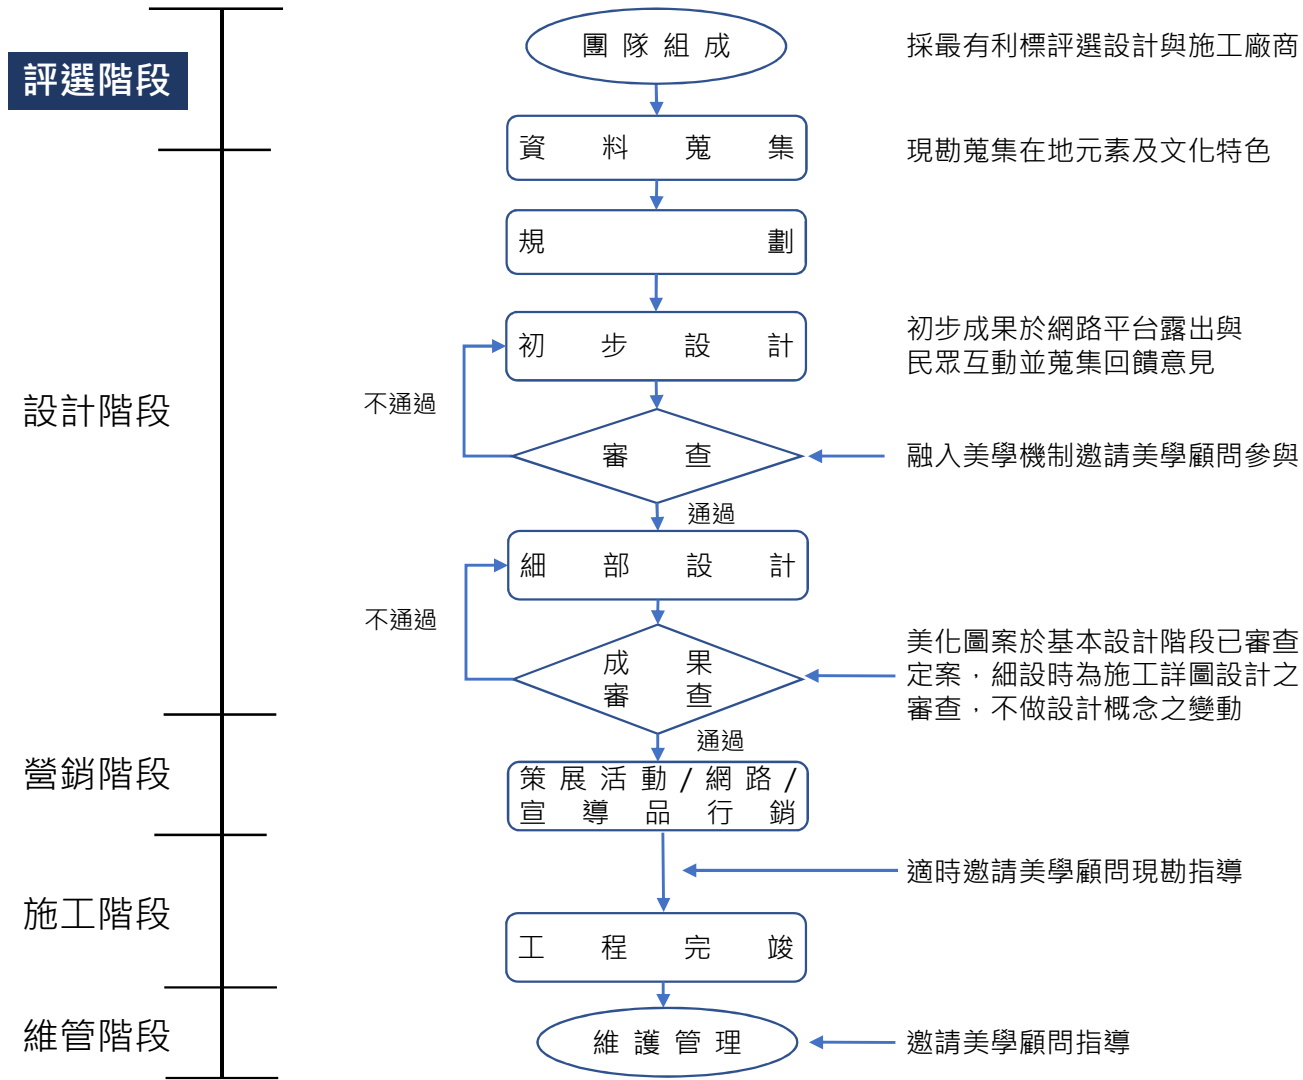 團隊組成
採最有利標評選設計與施工廠商
評選階段
資料蒐集
現勘蒐集在地元素及文化特色
規劃
初步設計
初步成果於網路平台露出與
民眾互動並蒐集回饋意見
設計階段
不通過
審查
融入美學機制邀請美學顧問參與
通過
細部設計
不通過
成果
審查
美化圖案於基本設計階段已審查
定案，細設時為施工詳圖設計之
審查，不做設計概念之變動
通過
營銷階段
策展活動/網路/
宣導品行銷
適時邀請美學顧問現勘指導
施工階段
工程完竣
維管階段
維護管理
邀請美學顧問指導